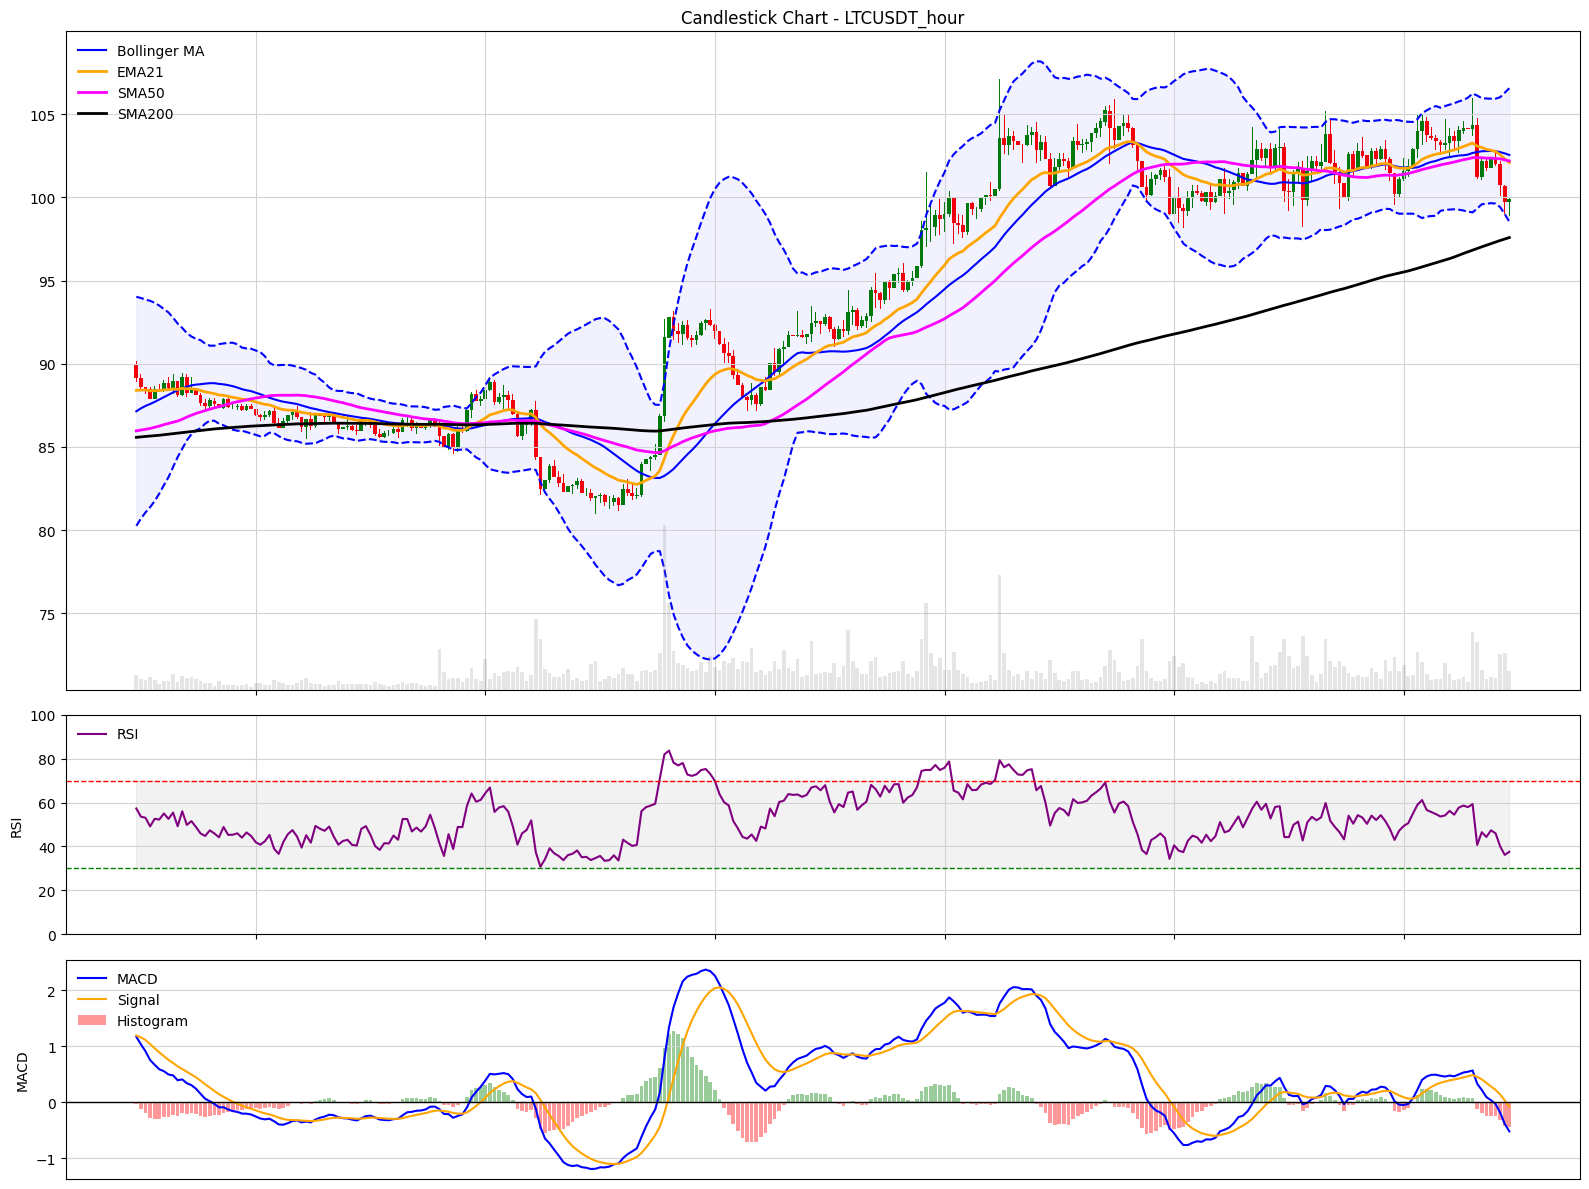 Candlestick Chart - LTCUSDT_hour
Bollinger MA
EMA21
SMA50
SMA200
105
100
95
90
85
80
75
RSI
100
80
60
40
20
0
RSI
MACD
Signal
Histogram
2
1
0
−1
MACD